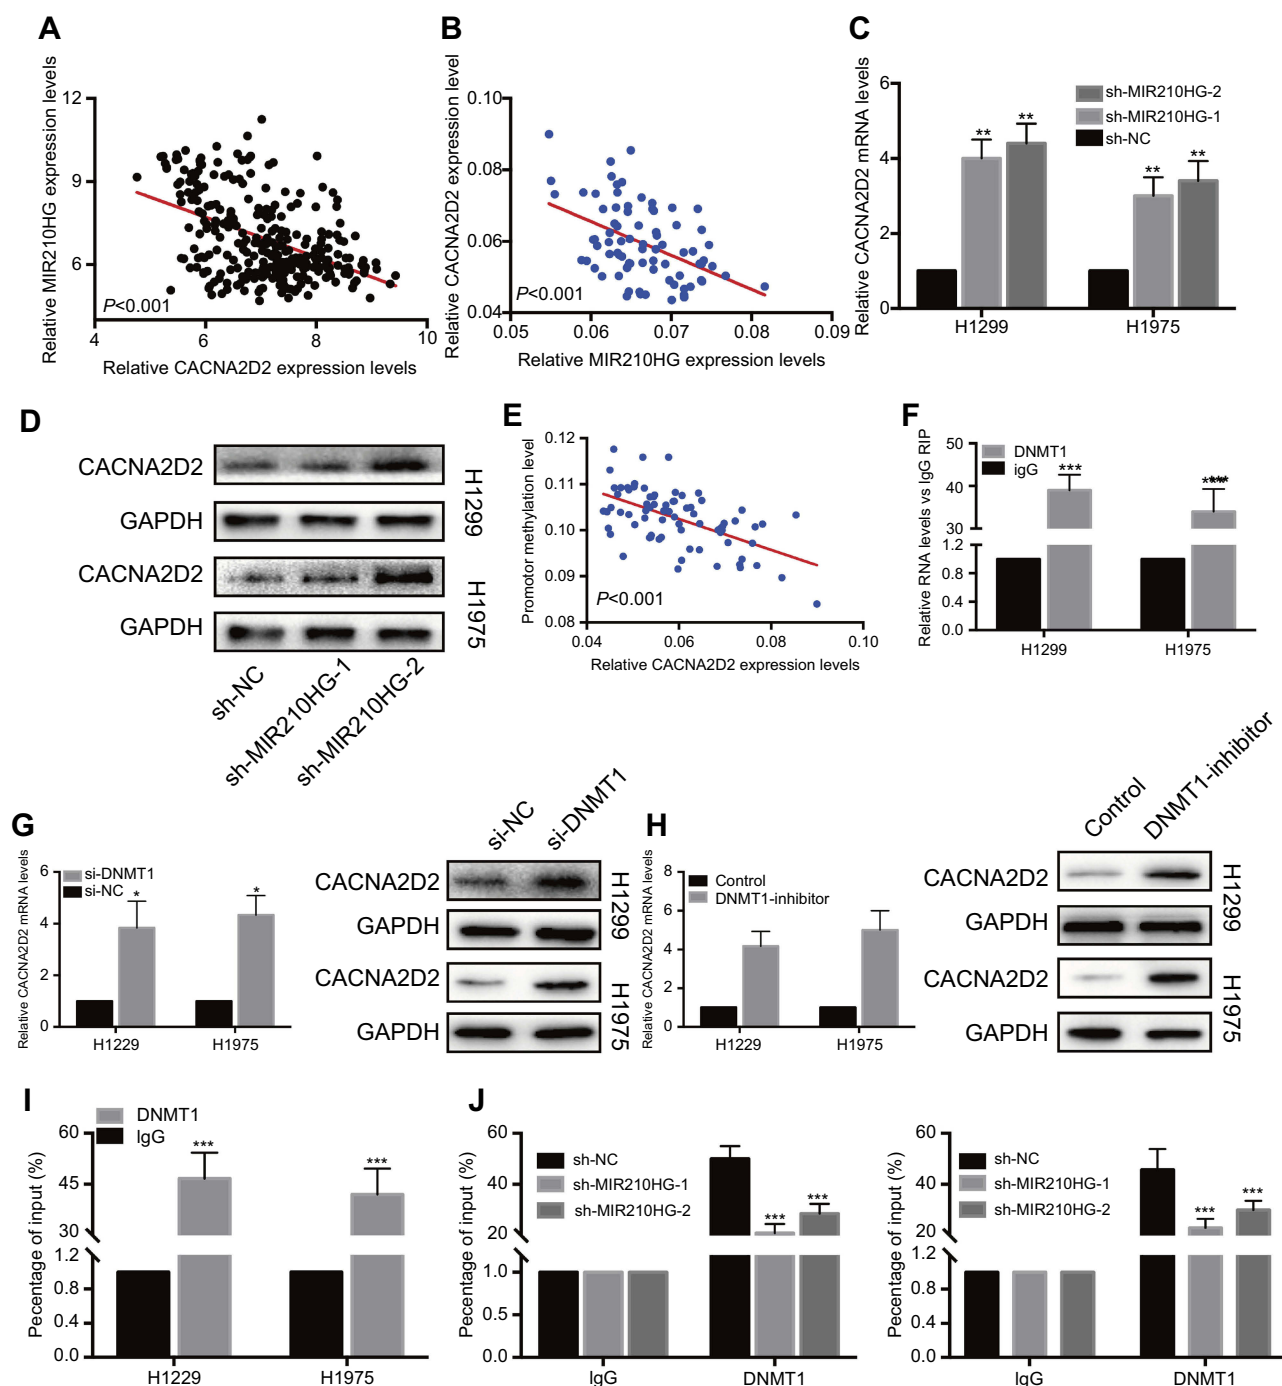 A
Relative MIR210HG expression levels
12
9
6
P<0.001
4 6 8 10
Relative CACNA2D2 expression levels
B
Relative CACNA2D2 expression level
0.10
0.08
0.06
0.04
P<0.001
0.05 0.06 0.07 0.08 0.09
Relative MIR210HG expression levels
C
Relative CACNA2D2 mRNA levels
6
4
2
0
sh-MIR210HG-2
sh-MIR210HG-1
sh-NC
** ** ** **
H1299 H1975
D
CACNA2D2
GAPDH
H1299
CACNA2D2
GAPDH
H1975
sh-NC
sh-MIR210HG-1
sh-MIR210HG-2
E
Promotor methylation level
0.12
0.11
0.10
0.09
0.08
P<0.001
0.04 0.06 0.08 0.10
Relative CACNA2D2 expression levels
F
Relative RNA levels vs IgG RIP
50
40
30
1.2
0.8
0.4
0.0
DNMT1
igG
***
H1299 H1975
G
Relative CACNA2D2 mRNA levels
6
4
2
0
si-DNMT1
si-NC
* *
H1229 H1975
si-NC
si-DNMT1
CACNA2D2
GAPDH
H1299
CACNA2D2
GAPDH
H1975
H
Relative CACNA2D2 mRNA levels
8
6
4
2
0
Control
DNMT1-inhibitor
H1229 H1975
Control
DNMT1-inhibitor
CACNA2D2
GAPDH
H1299
CACNA2D2
GAPDH
H1975
I
Pecentage of input (%)
60
45
30
1.2
0.8
0.4
0.0
DNMT1
IgG
*** ***
H1229 H1975
J
Pecentage of input (%)
60
40
20
1.0
0.5
0.0
sh-NC
sh-MIR210HG-1
sh-MIR210HG-2
*** ***
IgG DNMT1
Pecentage of input (%)
60
40
20
1.2
0.8
0.4
0.0
sh-NC
sh-MIR210HG-1
sh-MIR210HG-2
*** ***
IgG DNMT1